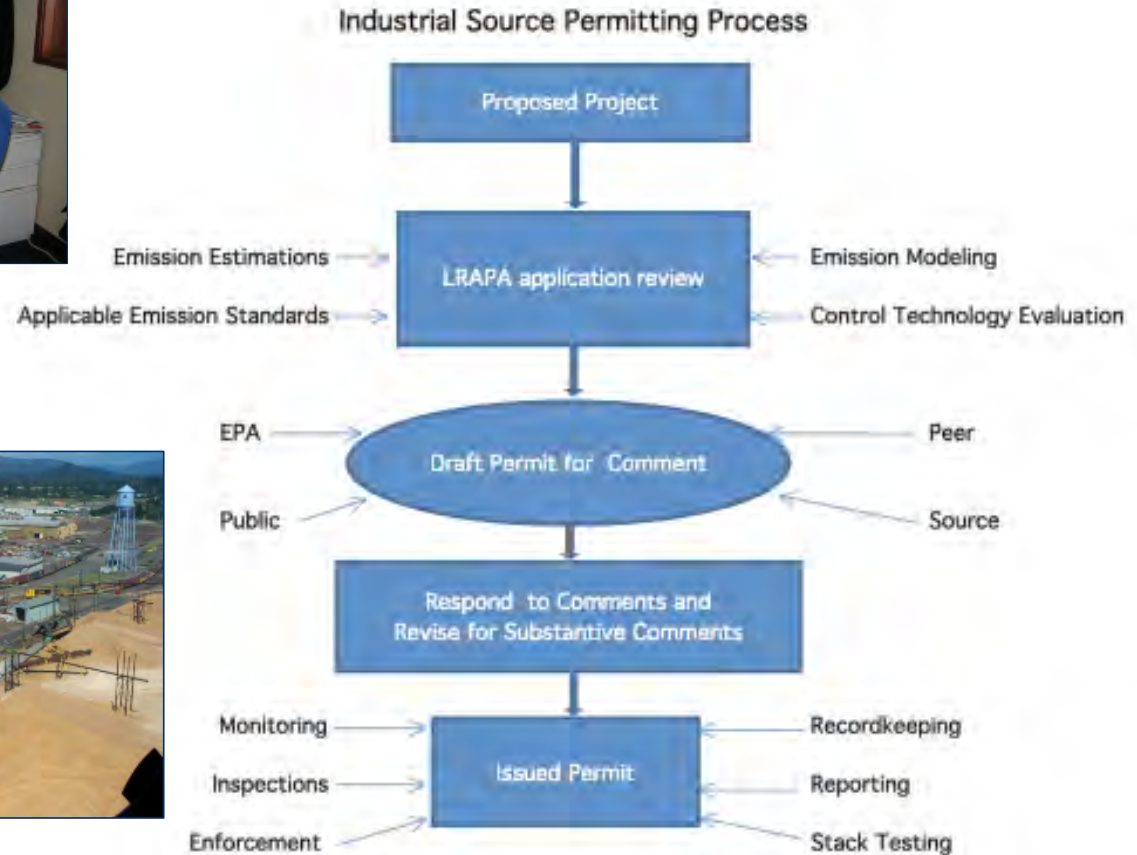 Industrial Source Permitting Process
Proposed Project
Emission Estimations
Emission Modeling
LRAPA application review
Applicable Emission Standards
Control Technology Evaluation
EPA
Peer
Draft Permit for Comment
Public
Source
Respond to Comments and
Revise for Substantive Comments
Monitoring
Recordkeeping
Issued Permit
Inspections
Reporting
Enforcement
Stack Testing